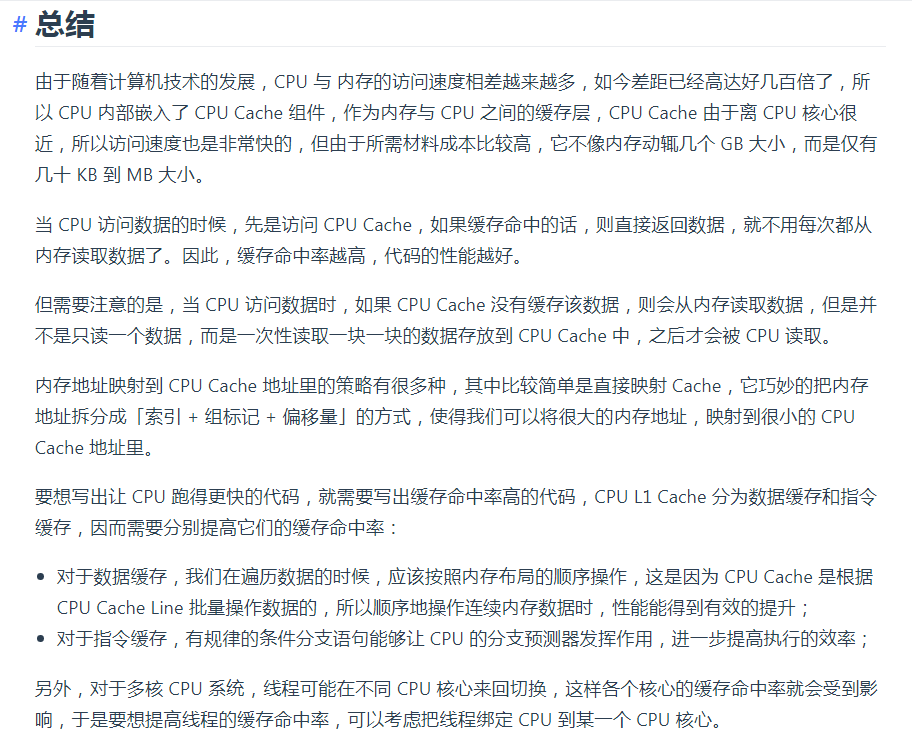 # 总结
由于随着计算机技术的发展，CPU 与 内存的访问速度相差越来越多，如今差距已经高达好几百倍了，所
以 CPU 内部嵌入了 CPU Cache 组件，作为内存与 CPU 之间的缓存层，CPU Cache 由于离 CPU 核心很
近，所以访问速度也是非常快的，但由于所需材料成本比较高，它不像内存动辄几个 GB 大小，而是仅有
几十 KB 到 MB 大小。
当 CPU 访问数据的时候，先是访问 CPU Cache，如果缓存命中的话，则直接返回数据，就不用每次都从
内存读取数据了。因此，缓存命中率越高，代码的性能越好。
但需要注意的是，当 CPU 访问数据时，如果 CPU Cache 没有缓存该数据，则会从内存读取数据，但是并
不是只读一个数据，而是一次性读取一块一块的数据存放到 CPU Cache 中，之后才会被 CPU 读取。
内存地址映射到 CPU Cache 地址里的策略有很多种，其中比较简单是直接映射 Cache，它巧妙的把内存
地址拆分成「索引 + 组标记 + 偏移量」的方式，使得我们可以将很大的内存地址，映射到很小的 CPU
Cache 地址里。
要想写出让 CPU 跑得更快的代码，就需要写出缓存命中率高的代码，CPU L1 Cache 分为数据缓存和指令
缓存，因而需要分别提高它们的缓存命中率：
• 对于数据缓存，我们在遍历数据的时候，应该按照内存布局的顺序操作，这是因为 CPU Cache 是根据
CPU Cache Line 批量操作数据的，所以顺序地操作连续内存数据时，性能能得到有效的提升；
• 对于指令缓存，有规律的条件分支语句能够让 CPU 的分支预测器发挥作用，进一步提高执行的效率；
另外，对于多核 CPU 系统，线程可能在不同 CPU 核心来回切换，这样各个核心的缓存命中率就会受到影
响，于是要想提高线程的缓存命中率，可以考虑把线程绑定 CPU 到某一个 CPU 核心。